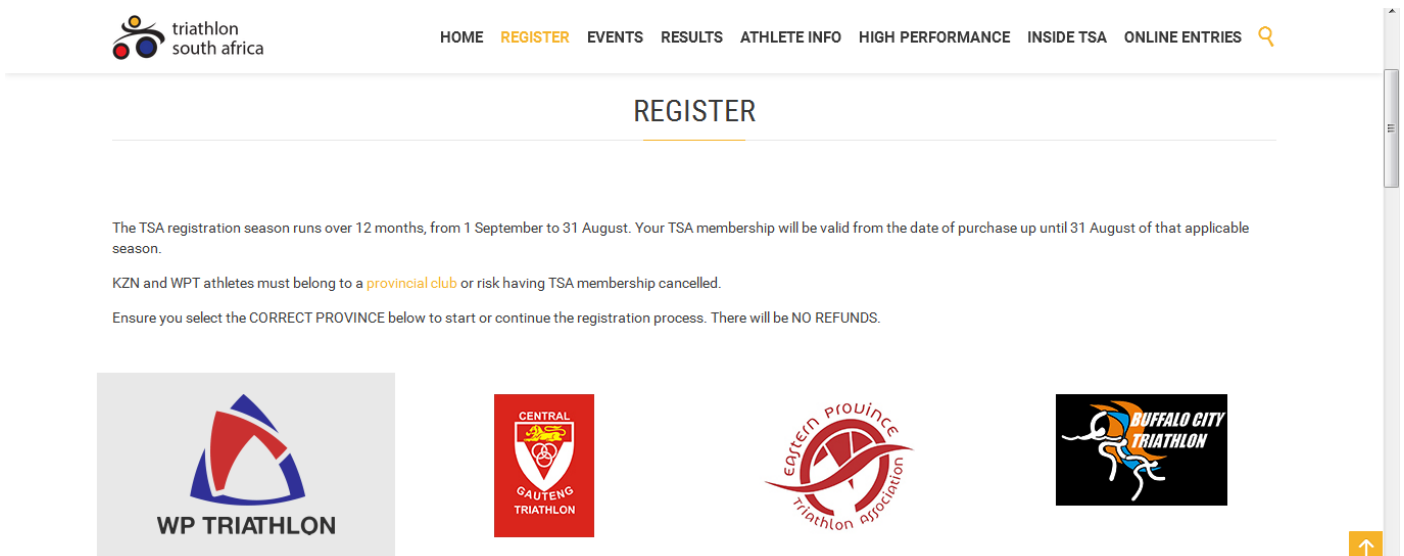 triathlon
south africa
HOME REGISTER EVENTS RESULTS ATHLETE INFO HIGH PERFORMANCE INSIDE TSA ONLINE ENTRIES
REGISTER
The TSA registration season runs over 12 months, from 1 September to 31 August. Your TSA membership will be valid from the date of purchase up until 31 August of that applicable
season.
KZN and WPT athletes must belong to a provincial club or risk having TSA membership cancelled.
Ensure you select the CORRECT PROVINCE below to start or continue the registration process. There will be NO REFUNDS.
WP TRIATHLON
CENTRAL
GAUTENG
TRIATHLON
EASTERN PROVINCE
Triathlon Association
BUFFALO CITY
TRIATHLON